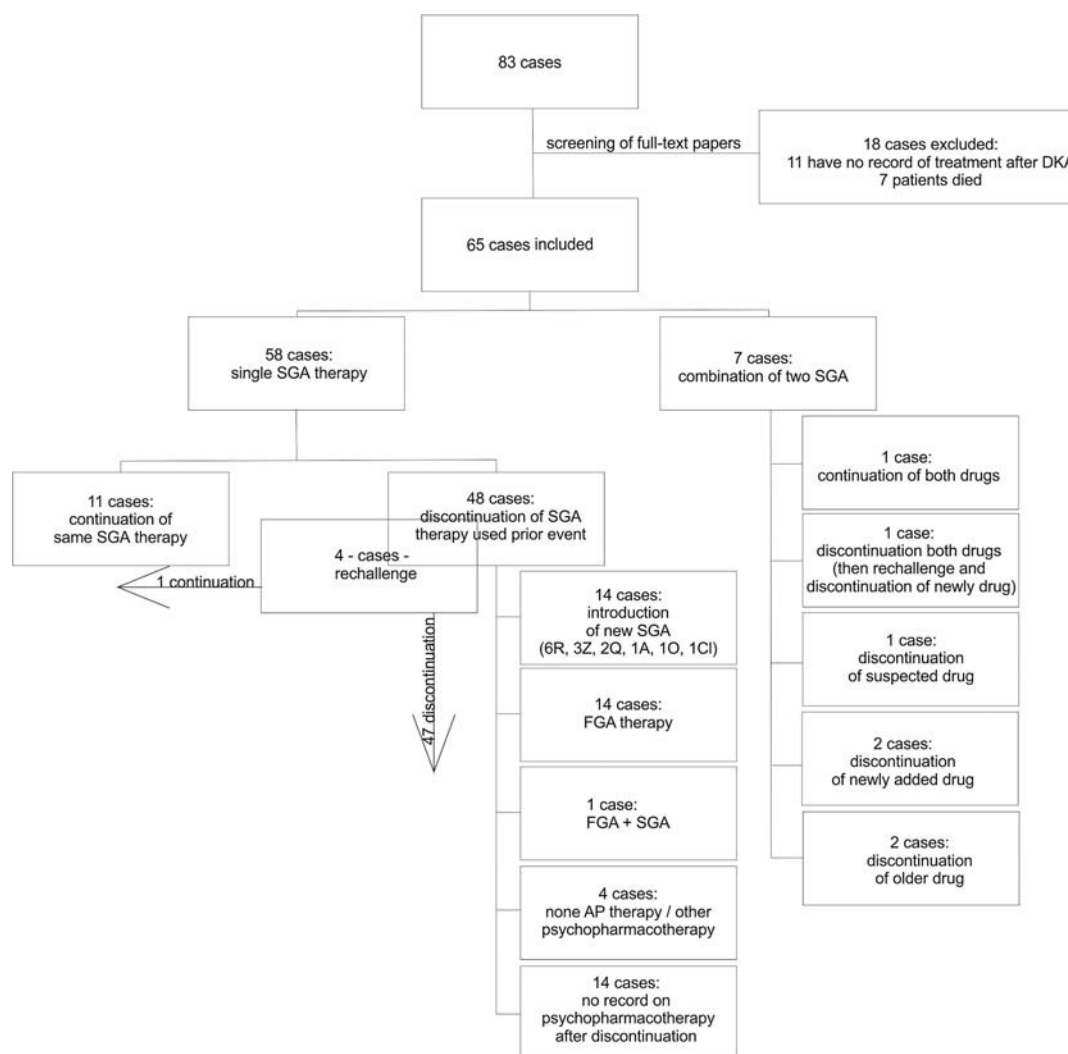 83 cases
screening of full-text papers
18 cases excluded:
11 have no record of treatment after DKA
7 patients died
65 cases included
58 cases:
single SGA therapy
7 cases:
combination of two SGA
11 cases:
continuation of
same SGA therapy
48 cases:
discontinuation of SGA
therapy used prior event
4 - cases -
rechallenge
1 continuation
47 discontinuation
14 cases:
introduction
of new SGA
(6R, 3Z, 2Q, 1A, 1O, 1Cl)
14 cases:
FGA therapy
1 case:
FGA + SGA
4 cases:
none AP therapy / other
psychopharmacotherapy
14 cases:
no record on
psychopharmacotherapy
after discontinuation
1 case:
continuation of both drugs
1 case:
discontinuation both drugs
(then rechallenge and
discontinuation of newly drug)
1 case:
discontinuation
of suspected drug
2 cases:
discontinuation
of newly added drug
2 cases:
discontinuation
of older drug